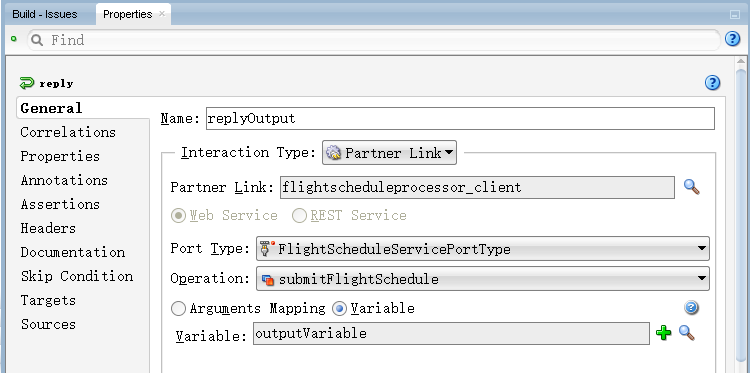 Build - Issues Properties
Find
reply
General
Correlations
Properties
Annotations
Assertions
Headers
Documentation
Skip Condition
Targets
Sources
Name: replyOutput
Interaction Type: Partner Link
Partner Link: flightscheduleprocessor_client
Web Service REST Service
Port Type: FlightScheduleServicePortType
Operation: submitFlightSchedule
Arguments Mapping Variable
Variable: outputVariable